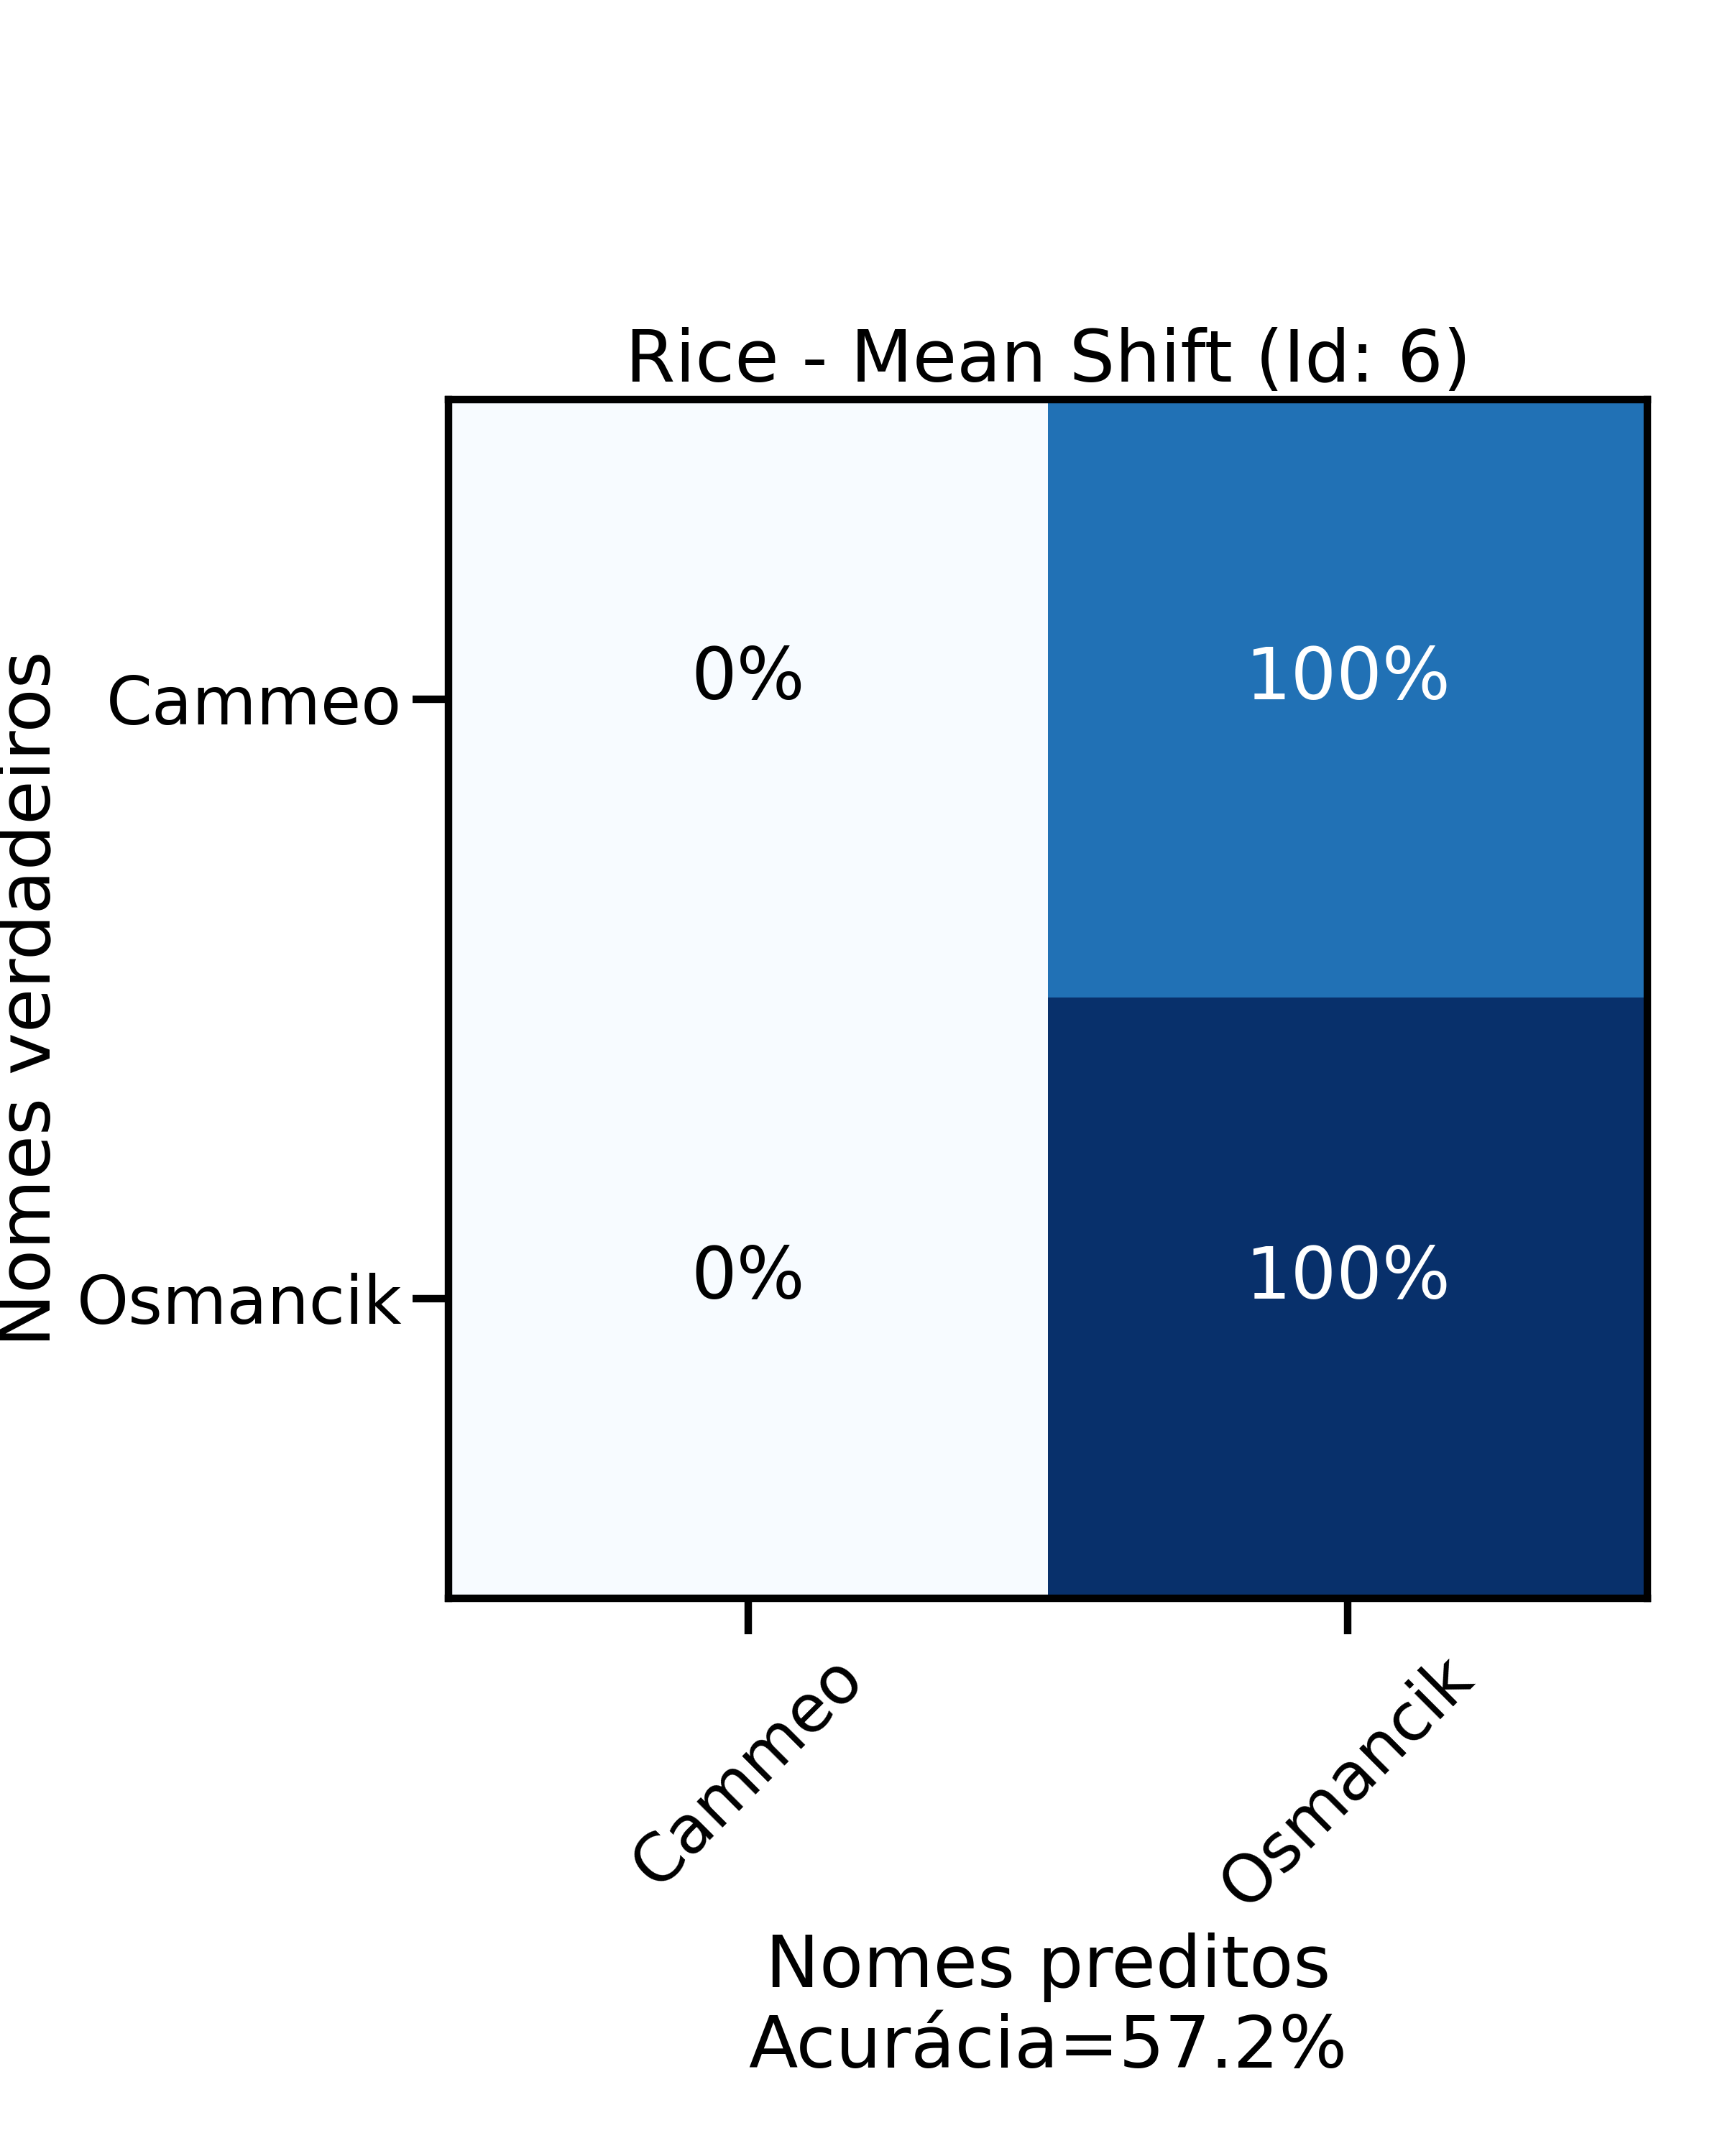 Rice - Mean Shift (Id: 6)
Nomes verdadeiros
Cammeo
0%
100%
Osmancik
0%
100%
Cammeo
Osmancik
Nomes preditos
Acurácia=57.2%